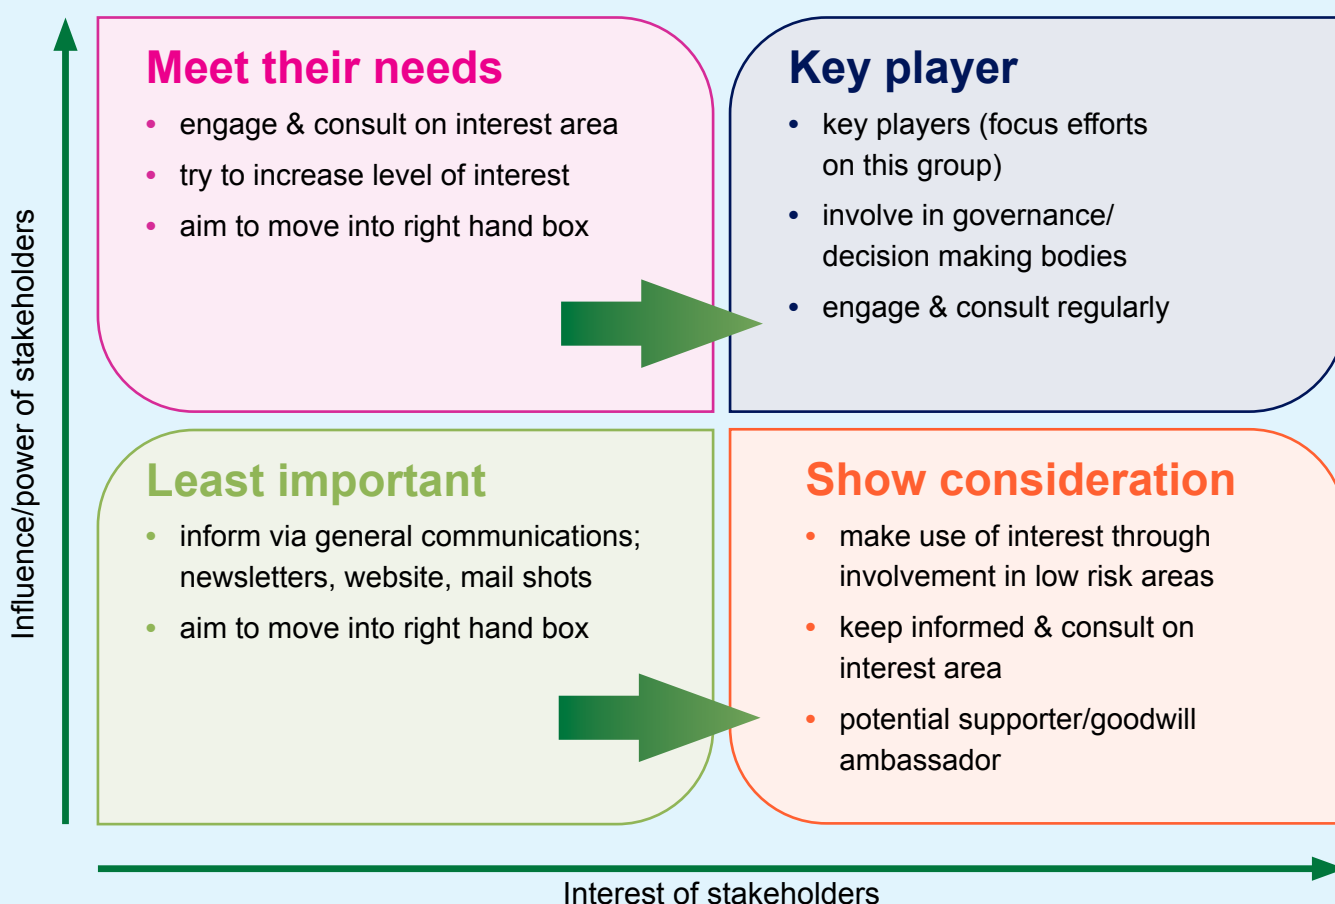 Influence/power of stakeholders
Meet their needs
• engage & consult on interest area
• try to increase level of interest
• aim to move into right hand box
Key player
• key players (focus efforts
on this group)
• involve in governance/
decision making bodies
• engage & consult regularly
Least important
• inform via general communications;
newsletters, website, mail shots
• aim to move into right hand box
Show consideration
• make use of interest through
involvement in low risk areas
• keep informed & consult on
interest area
• potential supporter/goodwill
ambassador
Interest of stakeholders